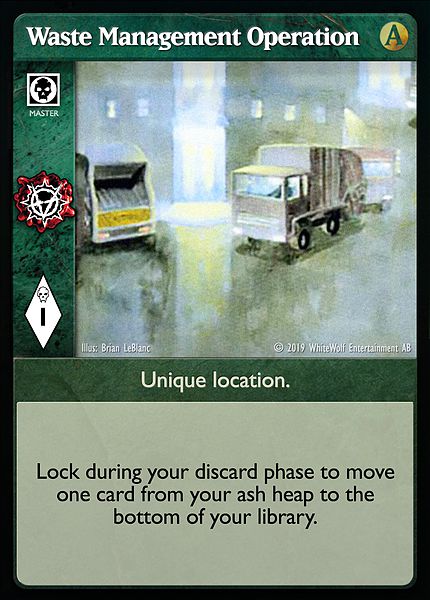 Waste Management Operation A
MASTER
1
Illus: Brian LeBlanc
© 2019 WhiteWolf Entertainment AB
Unique location.
Lock during your discard phase to move
one card from your ash heap to the
bottom of your library.